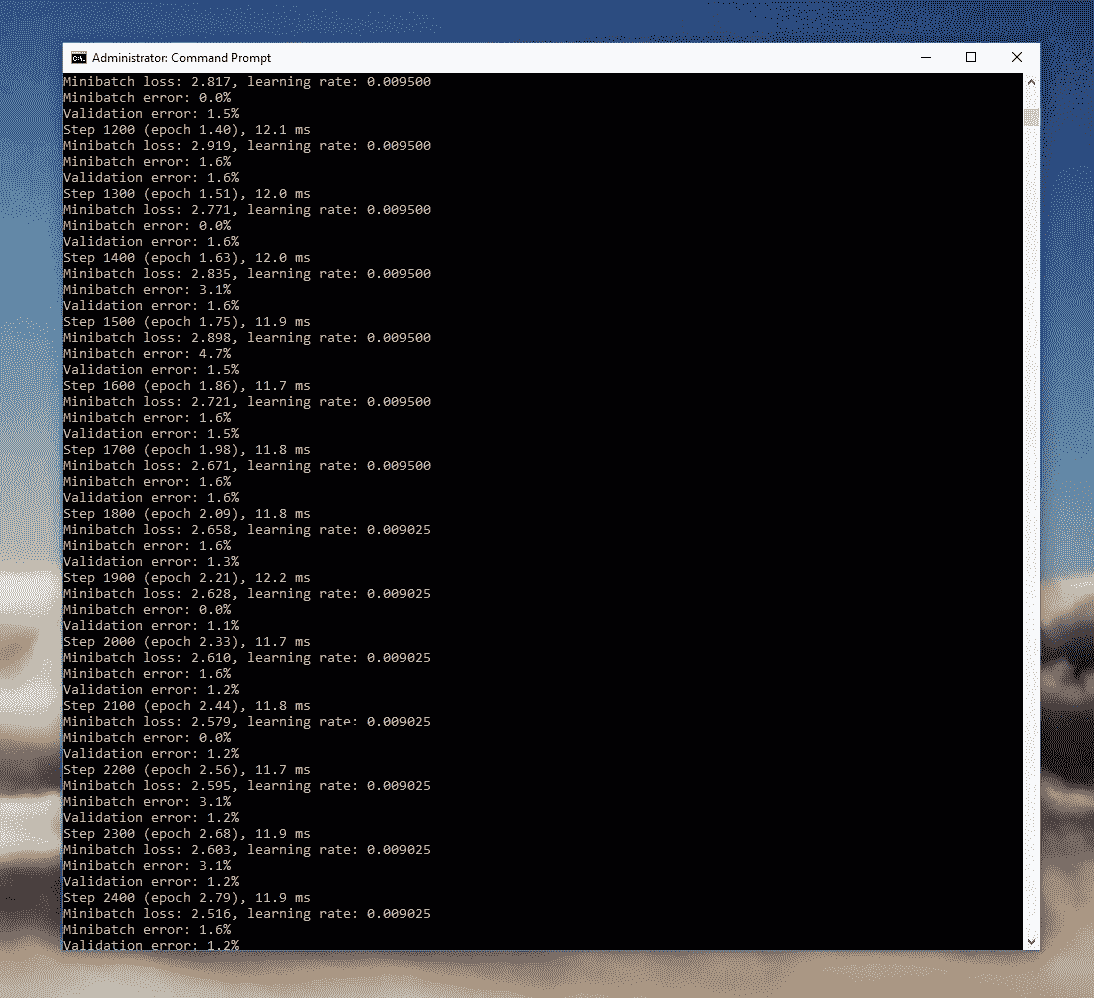 Administrator: Command Prompt
Minibatch loss: 2.817, learning rate: 0.009500
Minibatch error: 0.0%
Validation error: 1.5%
Step 1200 (epoch 1.40), 12.1 ms
Minibatch loss: 2.919, learning rate: 0.009500
Minibatch error: 1.6%
Validation error: 1.6%
Step 1300 (epoch 1.51), 12.0 ms
Minibatch loss: 2.771, learning rate: 0.009500
Minibatch error: 0.0%
Validation error: 1.6%
Step 1400 (epoch 1.63), 12.0 ms
Minibatch loss: 2.835, learning rate: 0.009500
Minibatch error: 3.1%
Validation error: 1.6%
Step 1500 (epoch 1.75), 11.9 ms
Minibatch loss: 2.898, learning rate: 0.009500
Minibatch error: 4.7%
Validation error: 1.5%
Step 1600 (epoch 1.86), 11.7 ms
Minibatch loss: 2.721, learning rate: 0.009500
Minibatch error: 1.6%
Validation error: 1.5%
Step 1700 (epoch 1.98), 11.8 ms
Minibatch loss: 2.671, learning rate: 0.009500
Minibatch error: 1.6%
Validation error: 1.6%
Step 1800 (epoch 2.09), 11.8 ms
Minibatch loss: 2.658, learning rate: 0.009025
Minibatch error: 1.6%
Validation error: 1.3%
Step 1900 (epoch 2.21), 12.2 ms
Minibatch loss: 2.628, learning rate: 0.009025
Minibatch error: 0.0%
Validation error: 1.1%
Step 2000 (epoch 2.33), 11.7 ms
Minibatch loss: 2.610, learning rate: 0.009025
Minibatch error: 1.6%
Validation error: 1.2%
Step 2100 (epoch 2.44), 11.8 ms
Minibatch loss: 2.579, learning rate: 0.009025
Minibatch error: 0.0%
Validation error: 1.2%
Step 2200 (epoch 2.56), 11.7 ms
Minibatch loss: 2.595, learning rate: 0.009025
Minibatch error: 3.1%
Validation error: 1.2%
Step 2300 (epoch 2.68), 11.9 ms
Minibatch loss: 2.603, learning rate: 0.009025
Minibatch error: 3.1%
Validation error: 1.2%
Step 2400 (epoch 2.79), 11.9 ms
Minibatch loss: 2.516, learning rate: 0.009025
Minibatch error: 1.6%
Validation error: 1.2%